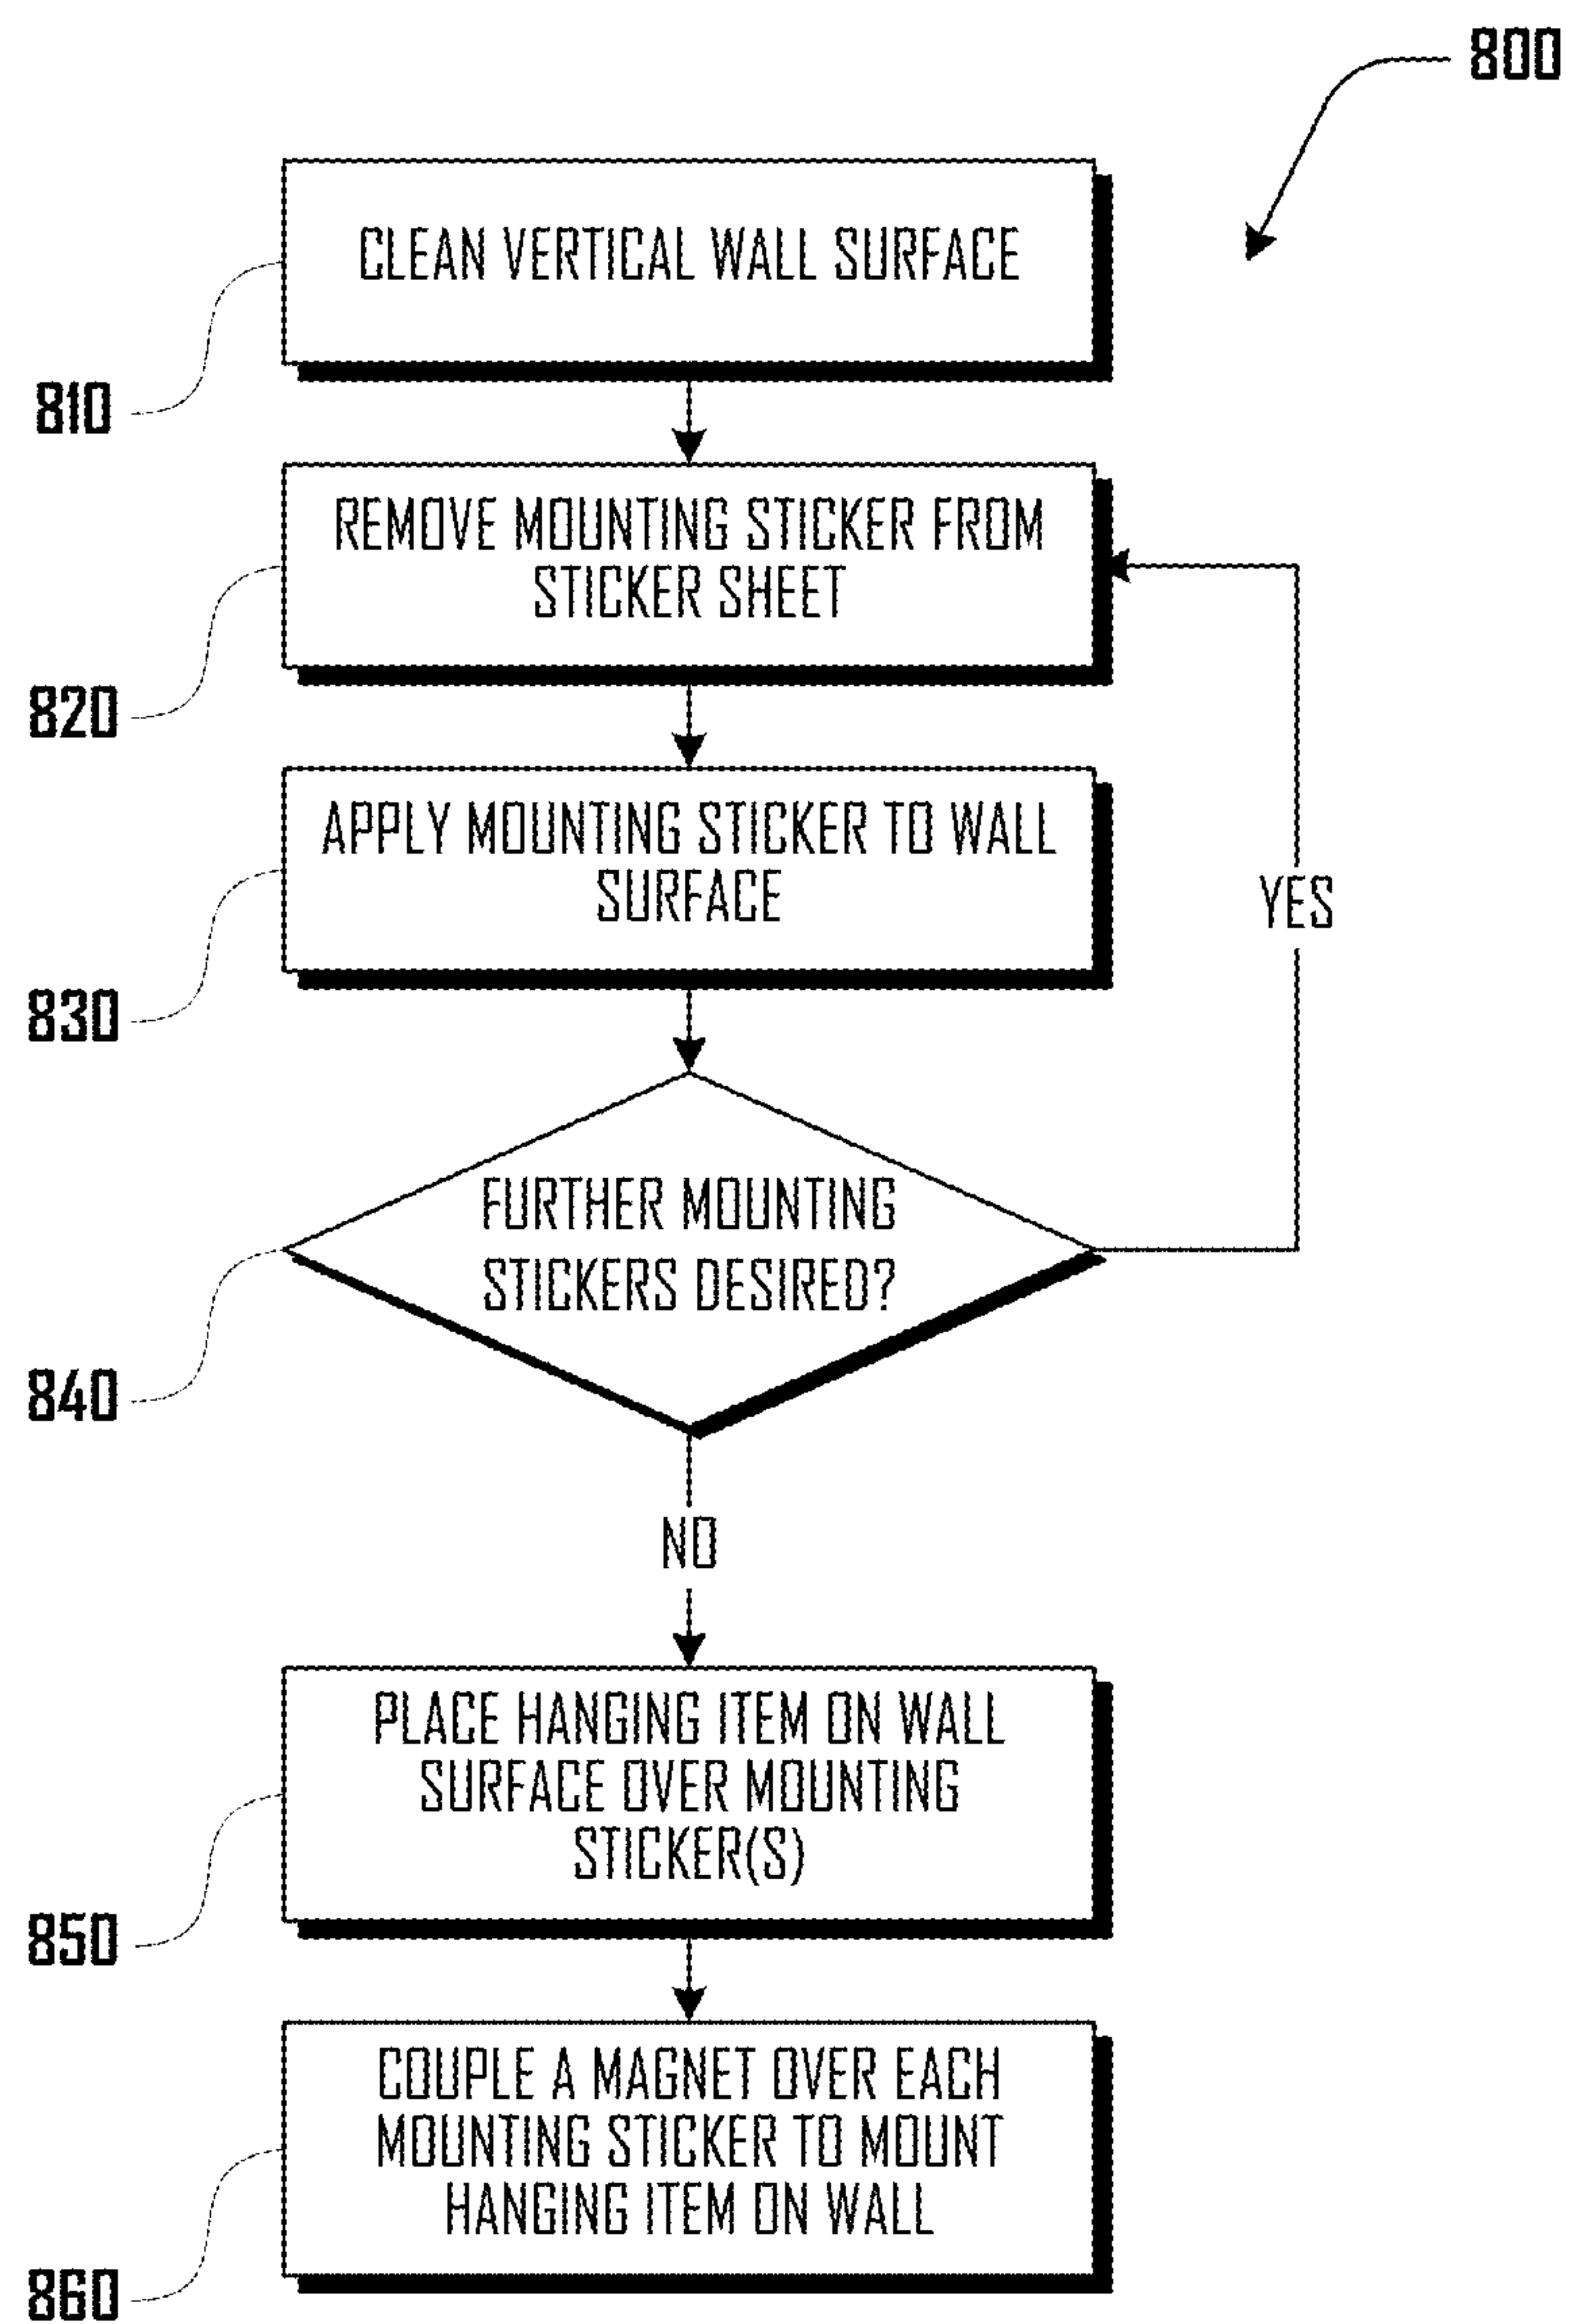 800
CLEAN VERTICAL WALL SURFACE
810
REMOVE MOUNTING STICKER FROM
STICKER SHEET
820
APPLY MOUNTING STICKER TO WALL
SURFACE
YES
830
FURTHER MOUNTING
STICKERS DESIRED?
840
NO
PLACE HANGING ITEM ON WALL
SURFACE OVER MOUNTING
STICKER(S)
850
COUPLE A MAGNET OVER EACH
MOUNTING STICKER TO MOUNT
HANGING ITEM ON WALL
860